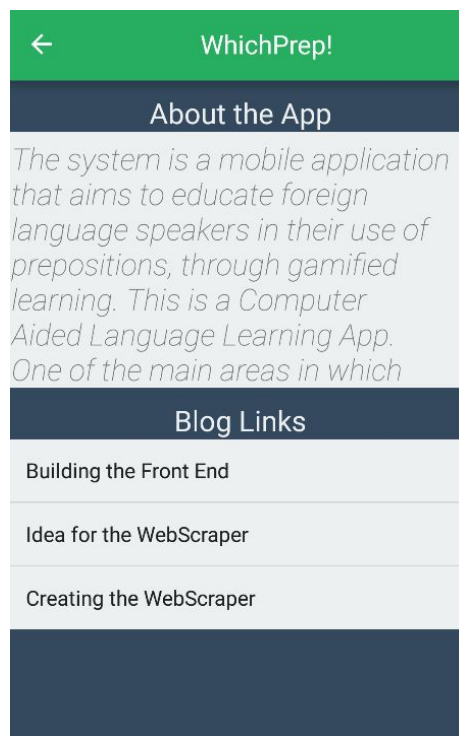 WhichPrep!
About the App
The system is a mobile application
that aims to educate foreign
language speakers in their use of
prepositions, through gamified
learning. This is a Computer
Aided Language Learning App.
One of the main areas in which
Blog Links
Building the Front End
Idea for the WebScraper
Creating the WebScraper